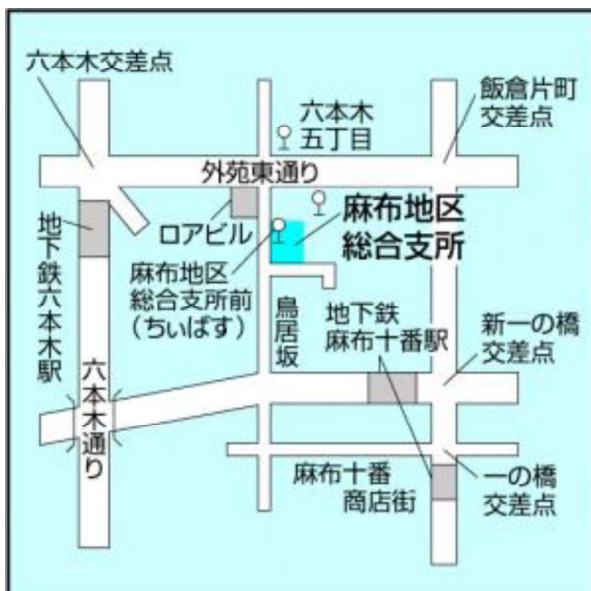 六本木交差点
六本木
五丁目
飯倉片町
交差点
外苑東通り
ロアビル
麻布地区
総合支所
地下鉄六本木駅
麻布地区
総合支所前
（ちぃばす）
鳥居坂
地下鉄
麻布十番駅
新一の橋
交差点
六本木通り
麻布十番
商店街
一の橋
交差点